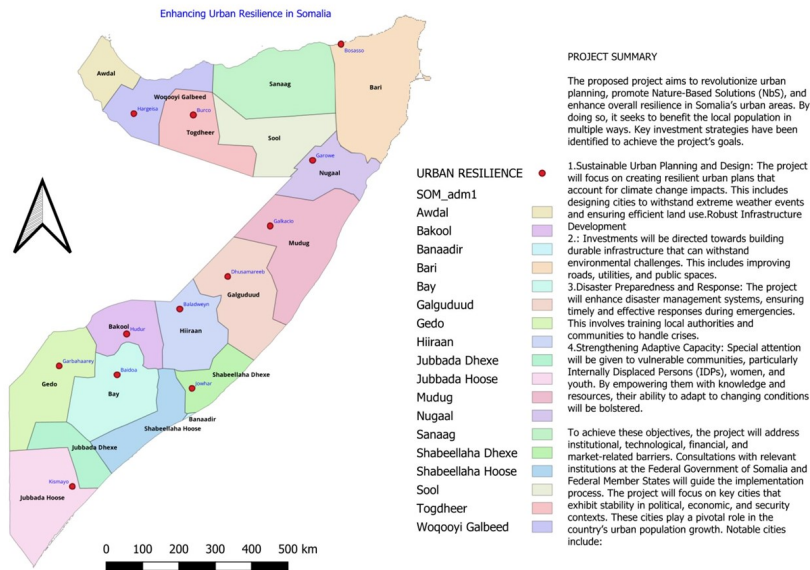 Enhancing Urban Resilience in Somalia
Bosasso
Awdal
Sanaag
Bari
Woqooyi Galbeed
Hargeisa
Burco
Togdheer
Sool
Garowe
Nugaal
Galkacio
Mudug
Dhusamareeb
Galguduud
Baladweyn
Hiiraan
Bakool
Hudur
Garbahaarey
Gedo
Baidoa
Bay
Shabeellaha Dhexe
Jowhar
Banaadir
Shabeellaha Hoose
Jubbada Dhexe
Kismayo
Jubbada Hoose
0 100 200 300 400 500 km
URBAN RESILIENCE
SOM_adm1
Awdal
Bakool
Banaadir
Bari
Bay
Galguduud
Gedo
Hiiraan
Jubbada Dhexe
Jubbada Hoose
Mudug
Nugaal
Sanaag
Shabeellaha Dhexe
Shabeellaha Hoose
Sool
Togdheer
Woqooyi Galbeed
PROJECT SUMMARY
The proposed project aims to revolutionize urban
planning, promote Nature-Based Solutions (NbS), and
enhance overall resilience in Somalia's urban areas. By
doing so, it seeks to benefit the local population in
multiple ways. Key investment strategies have been
identified to achieve the project's goals.
1.Sustainable Urban Planning and Design: The project
will focus on creating resilient urban plans that
account for climate change impacts. This includes
designing cities to withstand extreme weather events
and ensuring efficient land use.Robust Infrastructure
Development
2.: Investments will be directed towards building
durable infrastructure that can withstand
environmental challenges. This includes improving
roads, utilities, and public spaces.
3.Disaster Preparedness and Response: The project
will enhance disaster management systems, ensuring
timely and effective responses during emergencies.
This involves training local authorities and
communities to handle crises.
4.Strengthening Adaptive Capacity: Special attention
will be given to vulnerable communities, particularly
Internally Displaced Persons (IDPs), women, and
youth. By empowering them with knowledge and
resources, their ability to adapt to changing conditions
will be bolstered.
To achieve these objectives, the project will address
institutional, technological, financial, and
market-related barriers. Consultations with relevant
institutions at the Federal Government of Somalia and
Federal Member States will guide the implementation
process. The project will focus on key cities that
exhibit stability in political, economic, and security
contexts. These cities play a pivotal role in the
country's urban population growth. Notable cities
include: